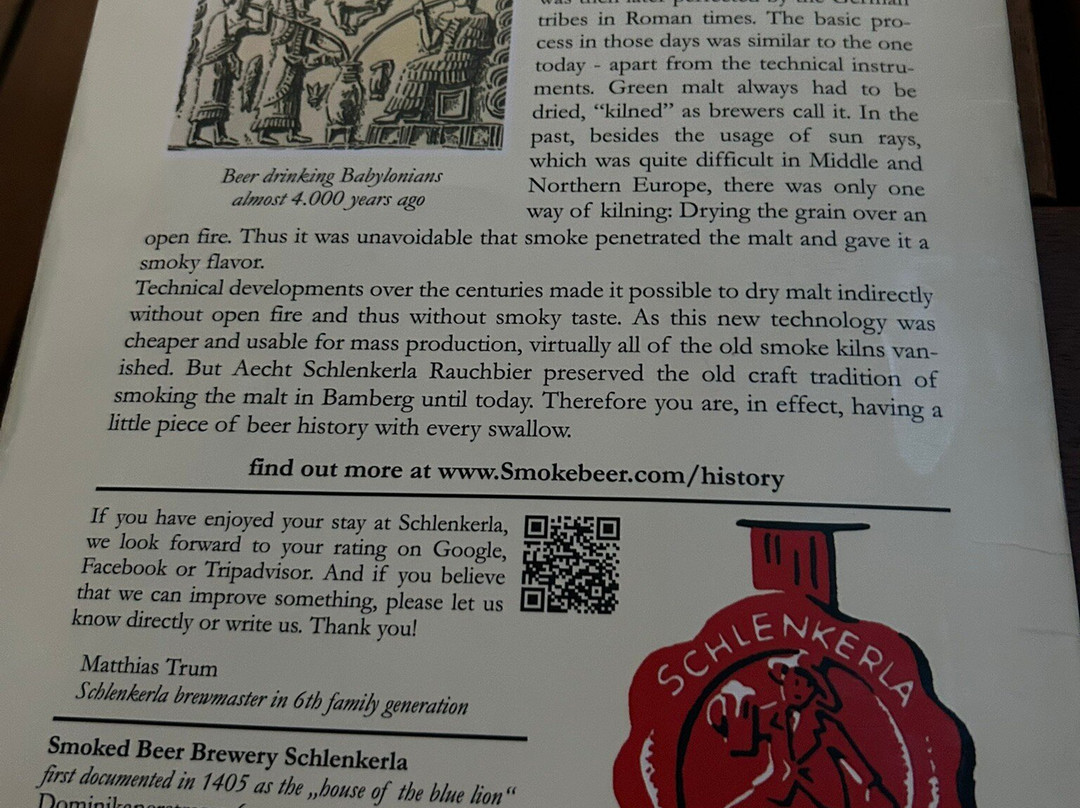 was then later perfected by the German
tribes in Roman times. The basic pro-
cess in those days was similar to the one
today - apart from the technical instru-
ments. Green malt always had to be
dried, “kilned” as brewers call it. In the
past, besides the usage of sun rays,
which was quite difficult in Middle and
Northern Europe, there was only one
way of kilning: Drying the grain over an
Beer drinking Babylonians
almost 4.000 years ago
open fire. Thus it was unavoidable that smoke penetrated the malt and gave it a
smoky flavor.
Technical developments over the centuries made it possible to dry malt indirectly
without open fire and thus without smoky taste. As this new technology was
cheaper and usable for mass production, virtually all of the old smoke kilns van-
ished. But Aecht Schlenkerla Rauchbier preserved the old craft tradition of
smoking the malt in Bamberg until today. Therefore you are, in effect, having a
little piece of beer history with every swallow.
find out more at www.Smokebeer.com/history
If you have enjoyed your stay at Schlenkerla,
we look forward to your rating on Google,
Facebook or Tripadvisor. And if you believe
that we can improve something, please let us
know directly or write us. Thank you!
Matthias Trum
Schlenkerla brewmaster in 6th family generation
SCHLENKERLA
Smoked Beer Brewery Schlenkerla
first documented in 1405 as the „house of the blue lion“